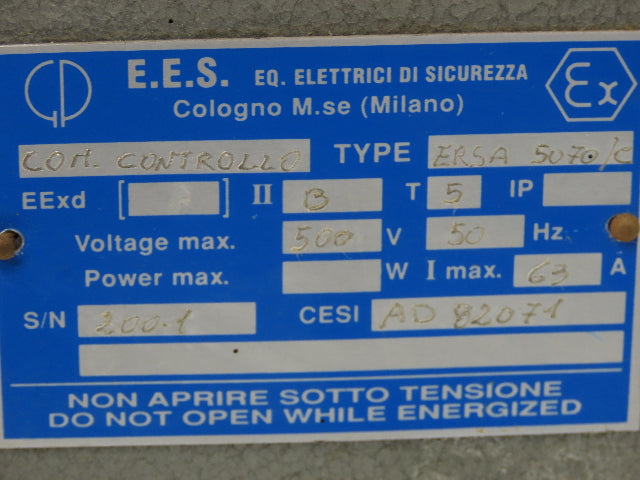 GP E.E.S. EQ. ELETTRICI DI SICUREZZA Ex
Cologno M.se (Milano)
COM. CONTROLLO TYPE ERSA 5070/C
EExd [ ] II B T 5 IP
Voltage max. 500 V 50 Hz
Power max. W I max. 63 A
S/N 200.1 CESI AD 82071
NON APRIRE SOTTO TENSIONE
DO NOT OPEN WHILE ENERGIZED